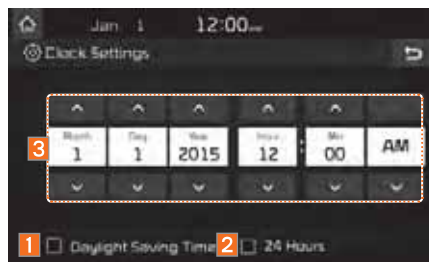 Jan 1 12:00
Clock Settings
Month Day Year Hour Min
3 1 1 2015 12 : 00 AM
1 Daylight Saving Time 2 24 Hours